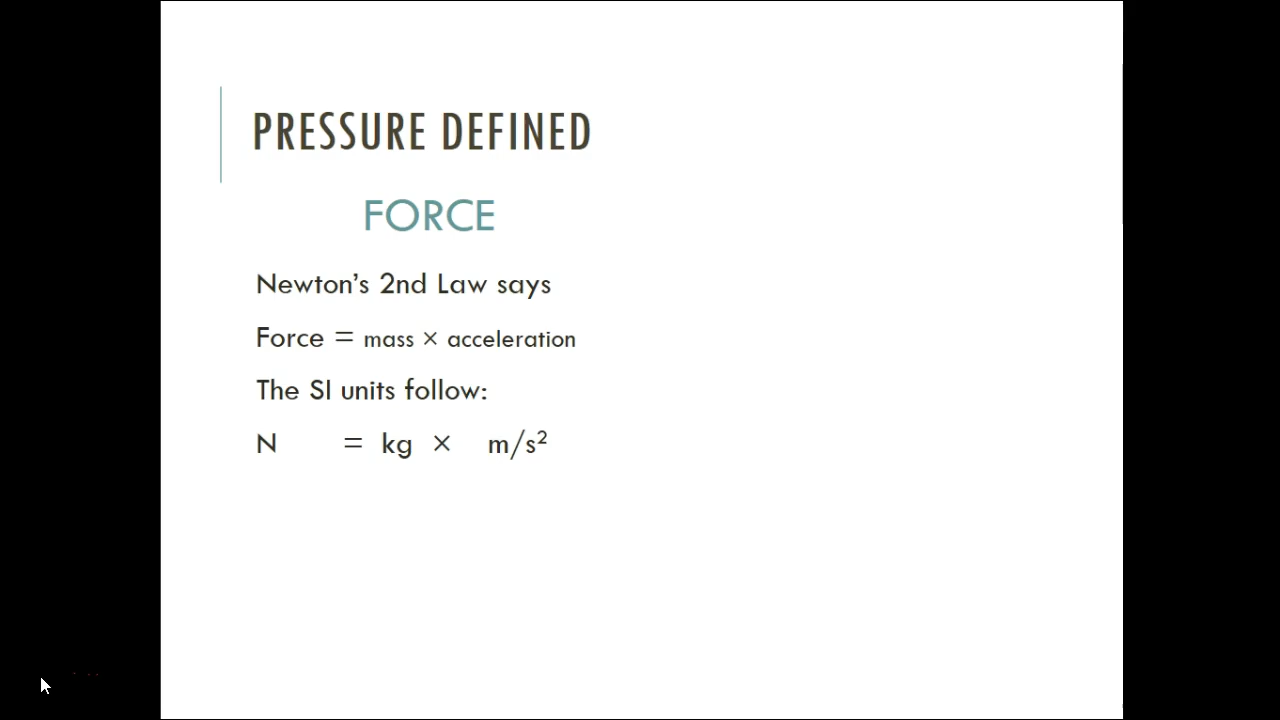 PRESSURE DEFINED
FORCE
Newton’s 2nd Law says
Force = mass × acceleration
The SI units follow:
N = kg × m/s²